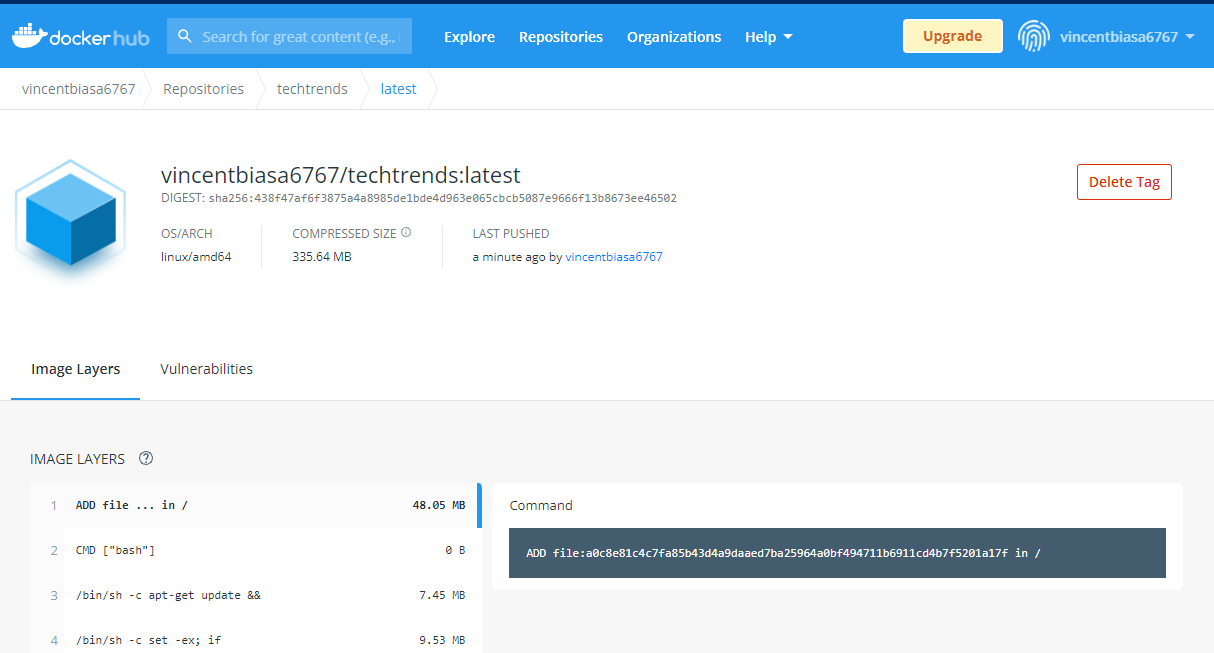 docker hub Search for great content (e.g., Explore Repositories Organizations Help Upgrade vincentbiasa6767
vincentbiasa6767 Repositories techtrends latest
vincentbiasa6767/techtrends:latest
Delete Tag
DIGEST: sha256:438f47af6f3875a4a8985de1bde4d963e065cbcb5087e9666f13b8673ee46502
OS/ARCH COMPRESSED SIZE LAST PUSHED
linux/amd64 335.64 MB a minute ago by vincentbiasa6767
Image Layers Vulnerabilities
IMAGE LAYERS
1 ADD file ... in / 48.05 MB
Command
2 CMD ["bash"] 0 B
ADD file:a0c8e81c4c7fa85b43d4a9daaed7ba25964a0bf494711b6911cd4b7f5201a17f in /
3 /bin/sh -c apt-get update && 7.45 MB
4 /bin/sh -c set -ex; if 9.53 MB